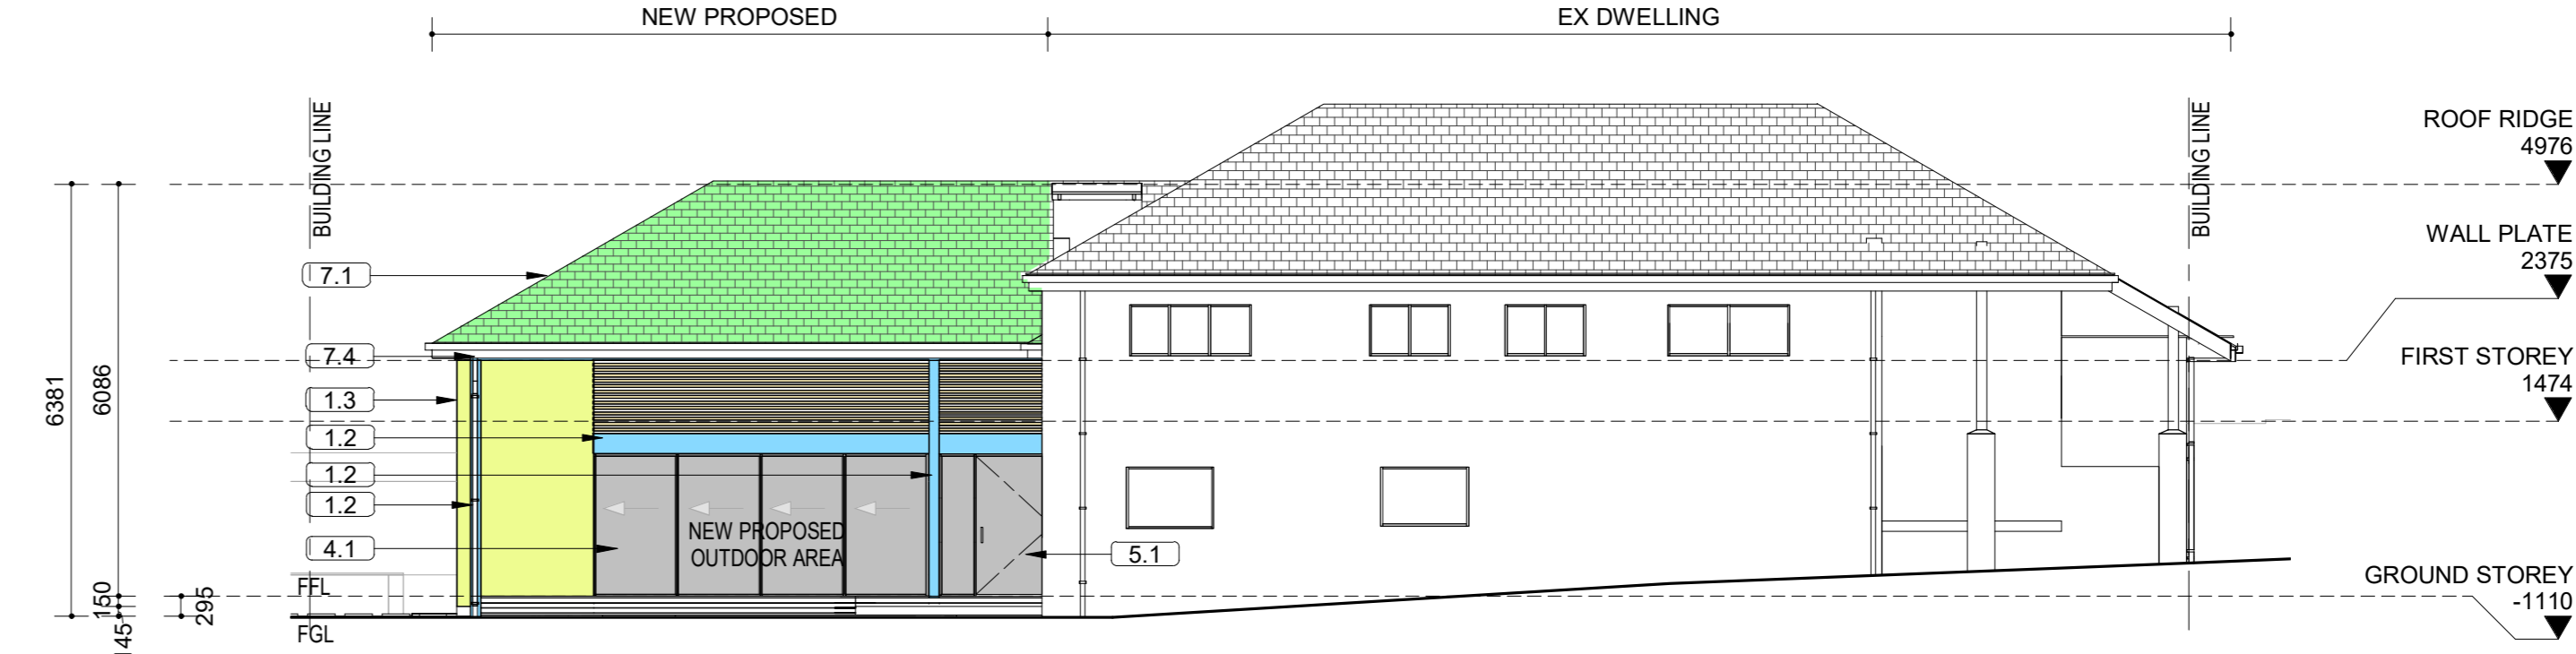 NEW PROPOSED
EX DWELLING
BUILDING LINE
BUILDING LINE
ROOF RIDGE
4976
WALL PLATE
2375
FIRST STOREY
1474
GROUND STOREY
-1110
7.1
7.4
1.3
1.2
1.2
1.2
4.1
5.1
NEW PROPOSED
OUTDOOR AREA
6381
6086
150
145
295
FFL
FGL